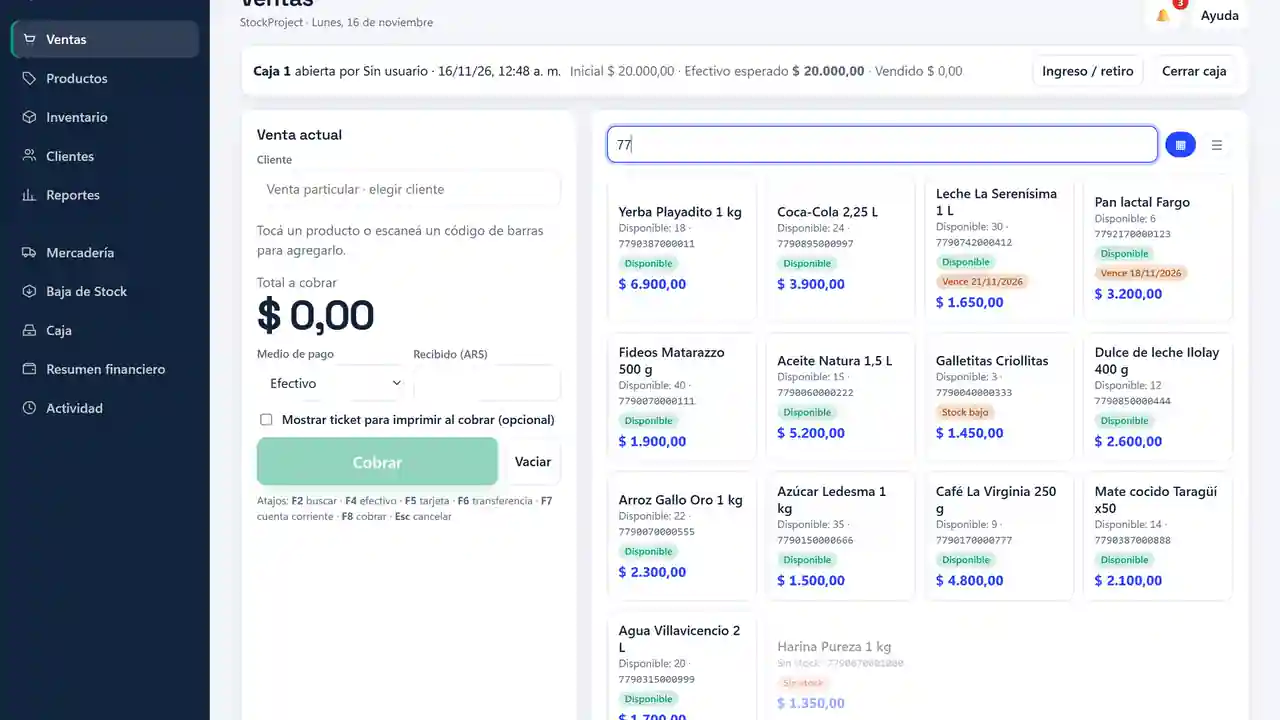 Ventas
StockProject · Lunes, 16 de noviembre
3
Ayuda
Ventas
Productos
Inventario
Clientes
Reportes
Mercadería
Baja de Stock
Caja
Resumen financiero
Actividad
Caja 1 abierta por Sin usuario · 16/11/26, 12:48 a. m. Inicial $ 20.000,00 · Efectivo esperado $ 20.000,00 · Vendido $ 0,00
Ingreso / retiro
Cerrar caja
Venta actual
Cliente
Venta particular · elegir cliente
Tocá un producto o escaneá un código de barras
para agregarlo.
Total a cobrar
$ 0,00
Medio de pago
Recibido (ARS)
Efectivo
Mostrar ticket para imprimir al cobrar (opcional)
Cobrar
Vaciar
Atajos: F2 buscar · F4 efectivo · F5 tarjeta · F6 transferencia · F7
cuenta corriente · F8 cobrar · Esc cancelar
77
Yerba Playadito 1 kg
Disponible: 18 ·
7790387000011
Disponible
$ 6.900,00
Coca-Cola 2,25 L
Disponible: 24 ·
7790895000997
Disponible
$ 3.900,00
Leche La Serenísima
1 L
Disponible: 30 ·
7790742000412
Disponible
Vence 21/11/2026
$ 1.650,00
Pan lactal Fargo
Disponible: 6 ·
7792170000123
Disponible
Vence 18/11/2026
$ 3.200,00
Fideos Matarazzo
500 g
Disponible: 40 ·
7790070000111
Disponible
$ 1.900,00
Aceite Natura 1,5 L
Disponible: 15 ·
7790060000222
Disponible
$ 5.200,00
Galletitas Criollitas
Disponible: 3 ·
7790040000333
Stock bajo
$ 1.450,00
Dulce de leche Ilolay
400 g
Disponible: 12 ·
7790850000444
Disponible
$ 2.600,00
Arroz Gallo Oro 1 kg
Disponible: 22 ·
7790070000555
Disponible
$ 2.300,00
Azúcar Ledesma 1
kg
Disponible: 35 ·
7790150000666
Disponible
$ 1.500,00
Café La Virginia 250
g
Disponible: 9 ·
7790170000777
Disponible
$ 4.800,00
Mate cocido Taragüí
x50
Disponible: 14 ·
7790387000888
Disponible
$ 2.100,00
Agua Villavicencio 2
L
Disponible: 20 ·
7790315000999
Disponible
$ 1.700,00
Harina Pureza 1 kg
Sin stock
Sin stock
$ 1.350,00